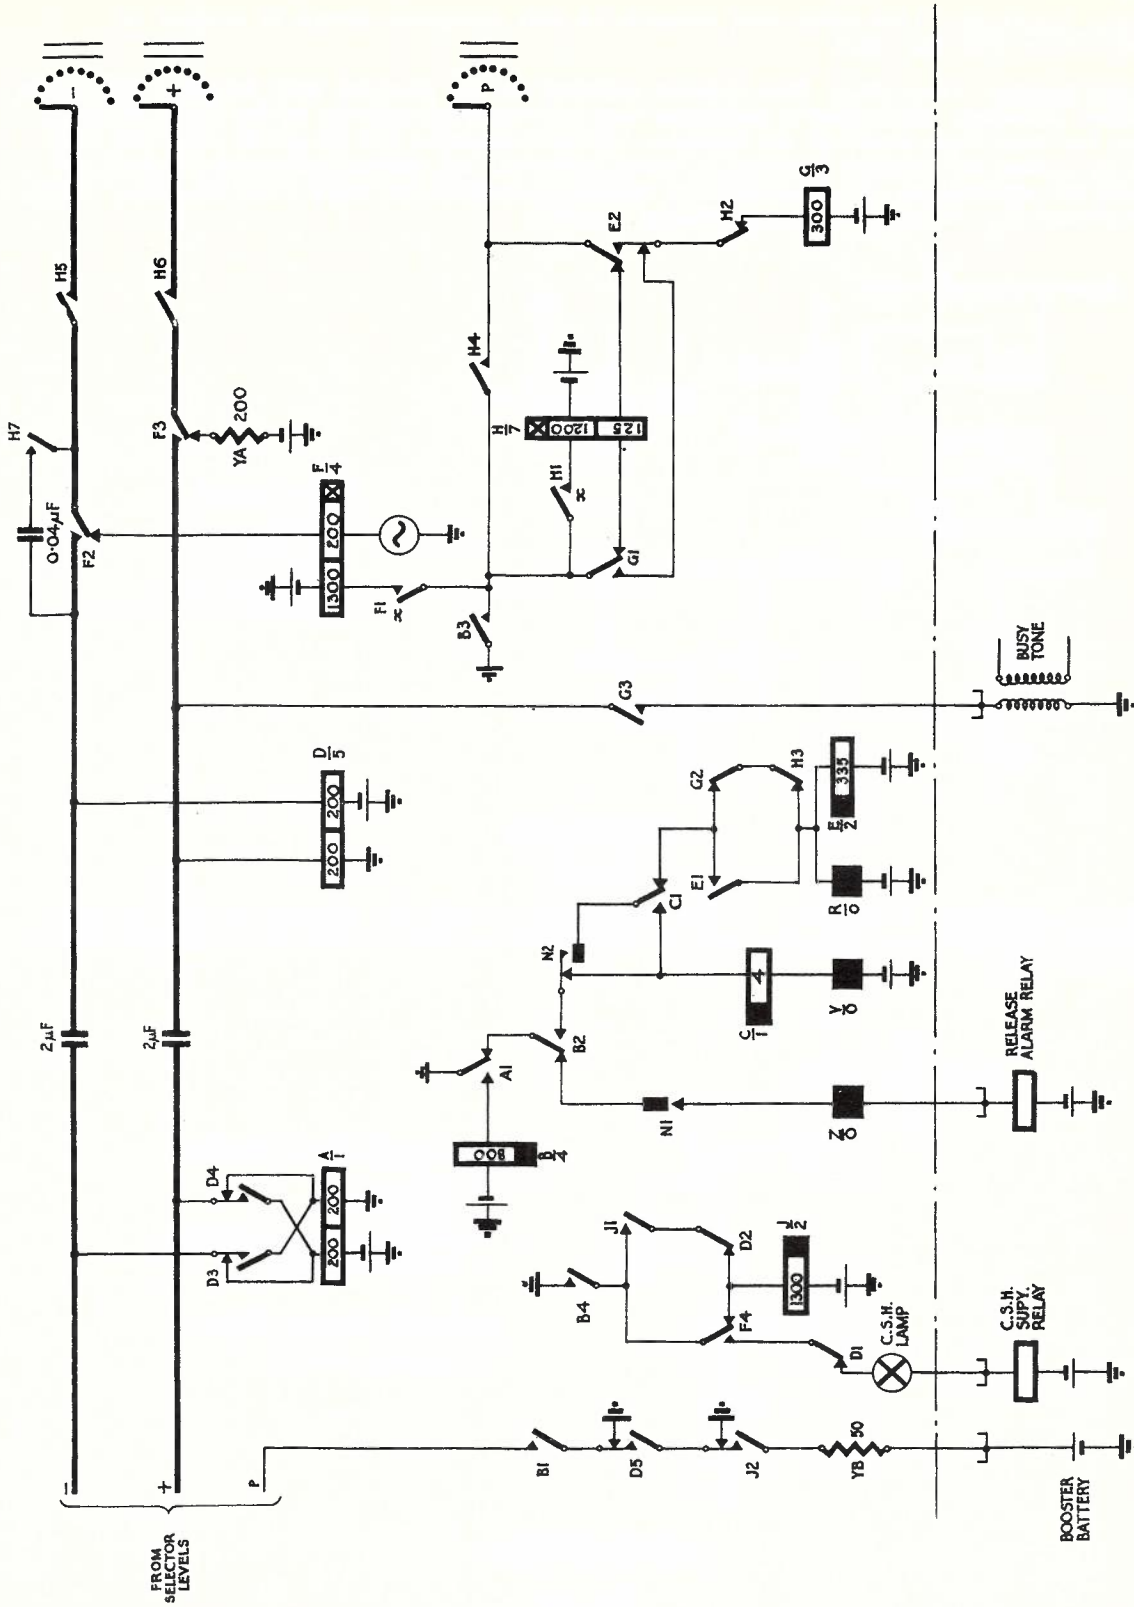 FROM
SELECTOR
LEVELS
−
+
P
2μF
2μF
D3
D4
A
1
200
200
D
5
200
200
0·04μF
H7
F2
F3
H5
H6
YA
200
F
4
1300
200
F1
x
−
+
P
B3
H4
H
7
1200
125
H1
x
G1
E2
H2
G
3
300
G3
BUSY
TONE
B1
D5
J2
YB
50
BOOSTER
BATTERY
B4
J1
F4
D2
J
2
1300
D1
C.S.H.
LAMP
C.S.H.
SUPY.
RELAY
A1
B
4
800
B2
N1
N2
Z
0
RELEASE
ALARM RELAY
C1
C
1
4
V
0
E1
G2
H3
R
0
E
2
335